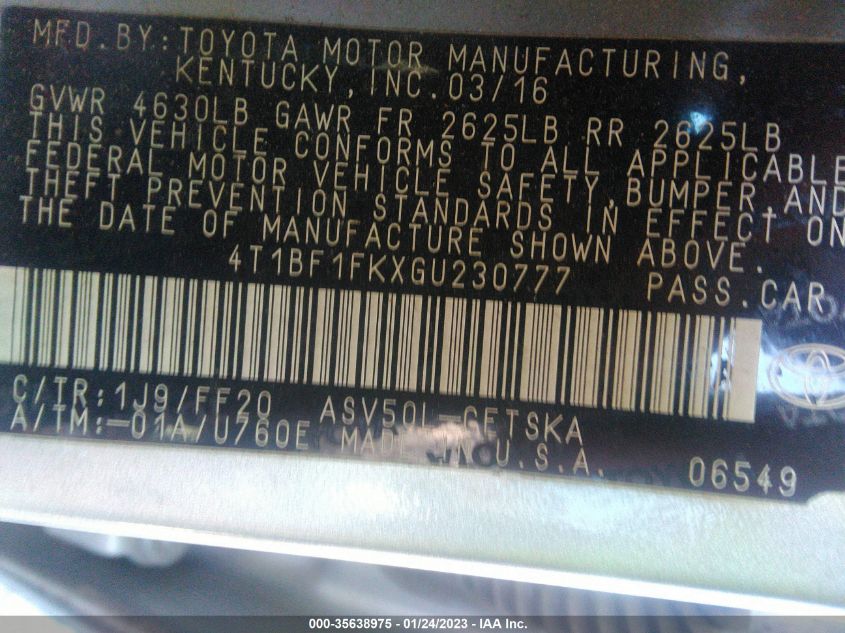 MFD.BY:TOYOTA MOTOR MANUFACTURING,
KENTUCKY,INC.03/16
GVWR 4630LB GAWR FR 2625LB RR 2625LB
THIS VEHICLE CONFORMS TO ALL APPLICABLE
FEDERAL MOTOR VEHICLE SAFETY,BUMPER,AND
THEFT PREVENTION STANDARDS IN EFFECT ON
THE DATE OF MANUFACTURE SHOWN ABOVE.
4T1BF1FKXGU230777 PASS.CAR
C/TR:1J9/FF20 ASV50L-CETSKA
A/TM:-01A/U760E MADE IN U.S.A. 06549
000-35638975 — 01/24/2023 — IAA Inc.